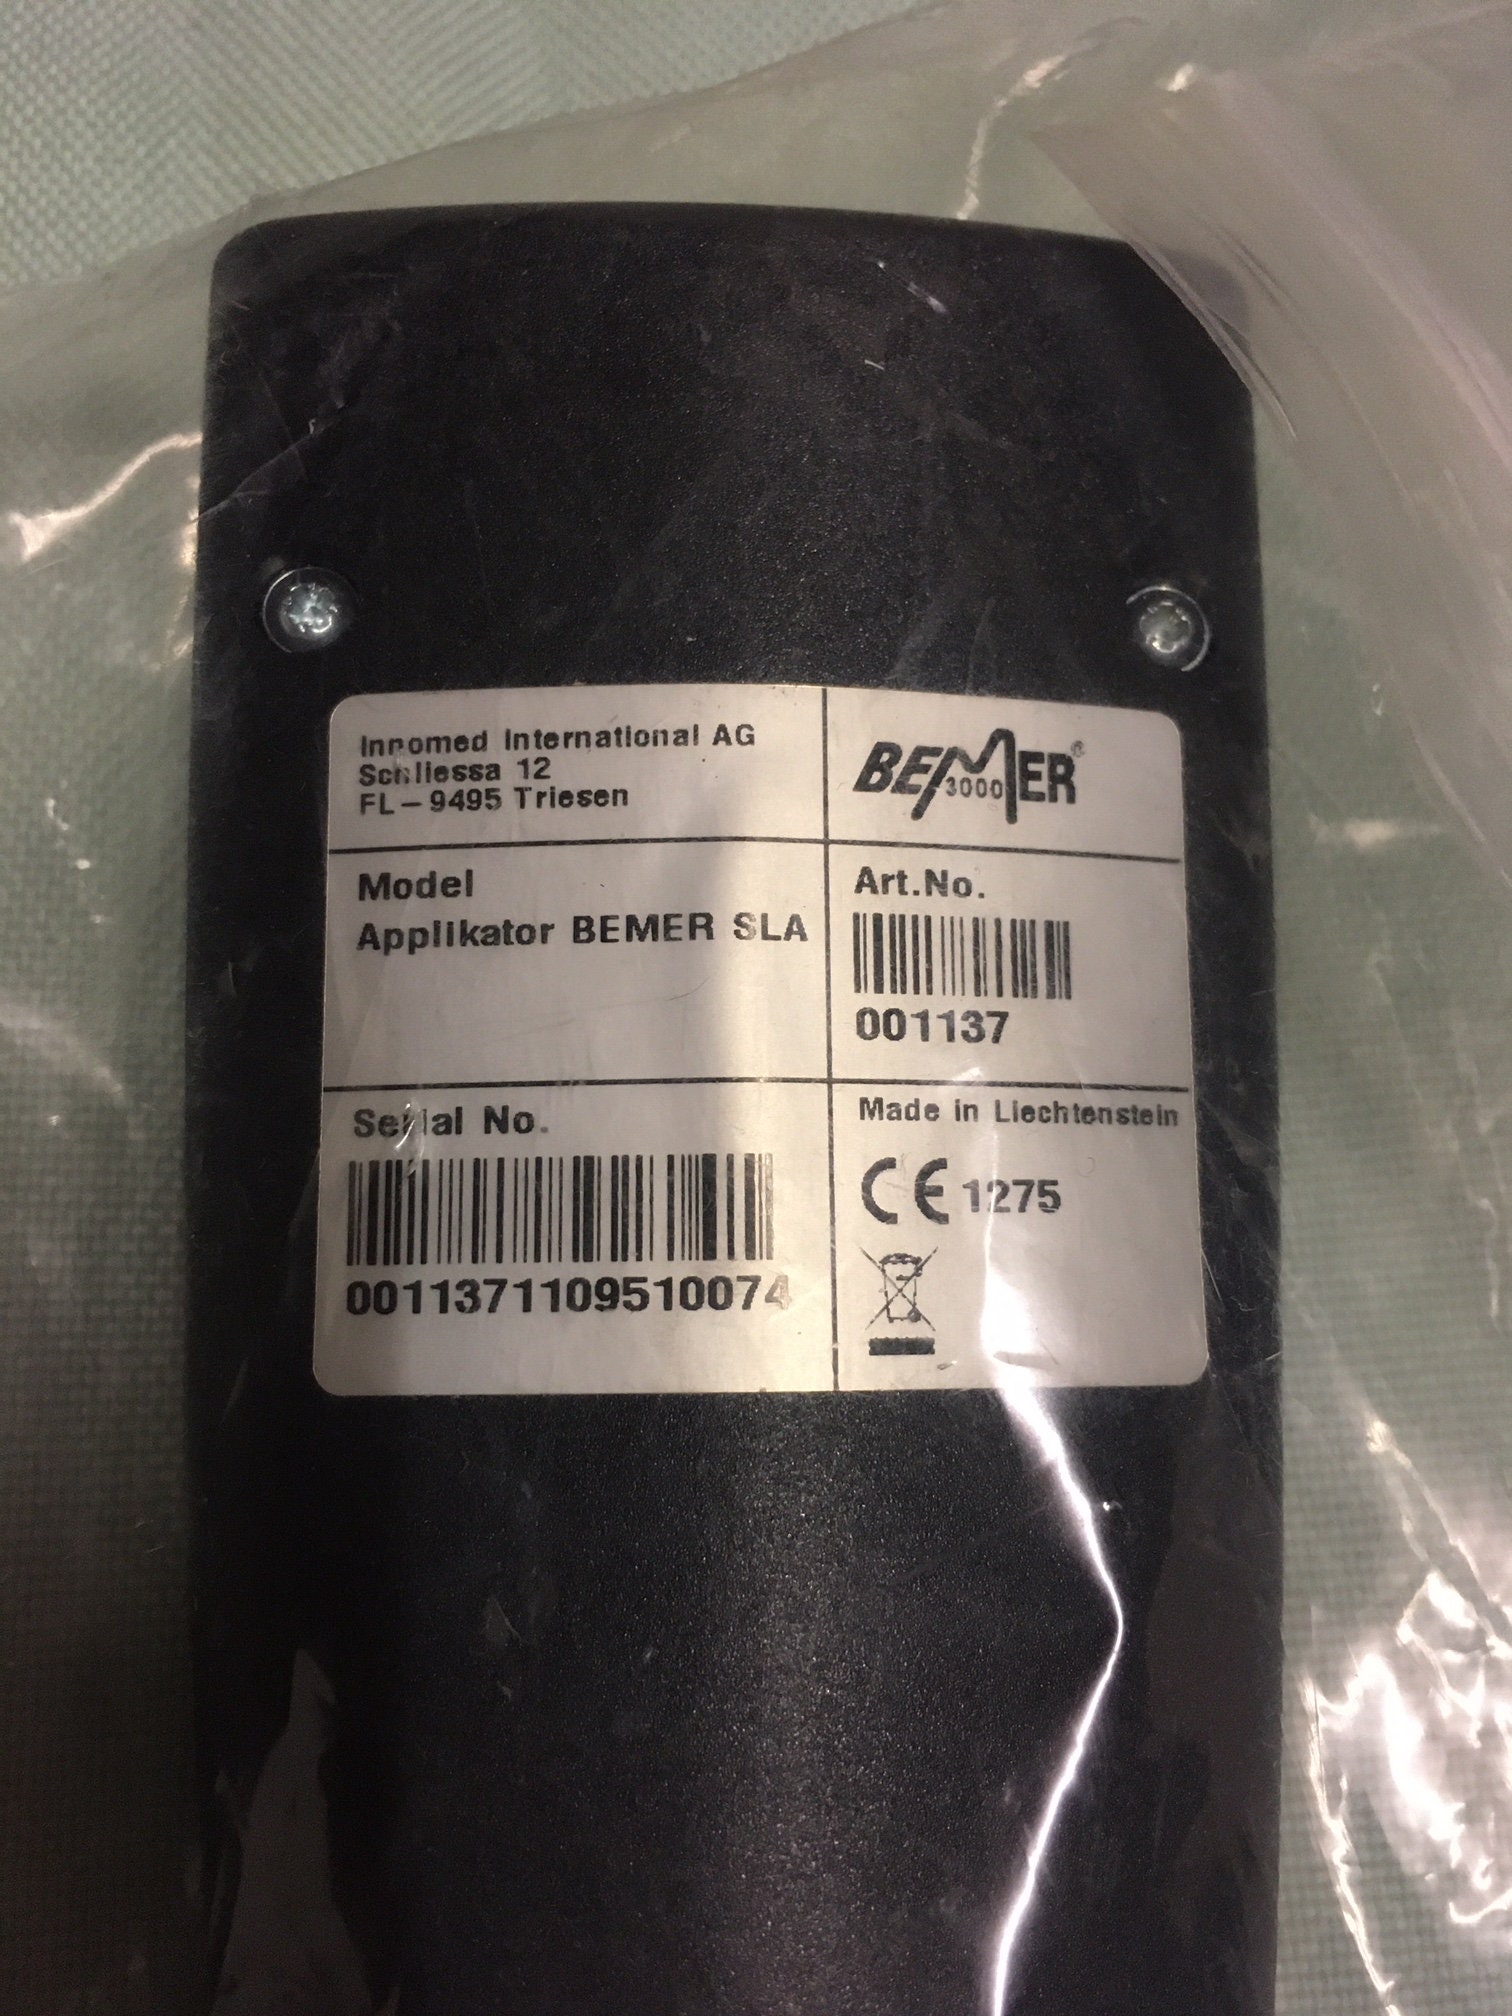 Innomed International AG
Schliessa 12
FL-9495 Triesen
BEMER®
3000
Model
Applikator BEMER SLA
Art.No.
001137
Serial No.
0011371109510074
Made in Liechtenstein
CE 1275